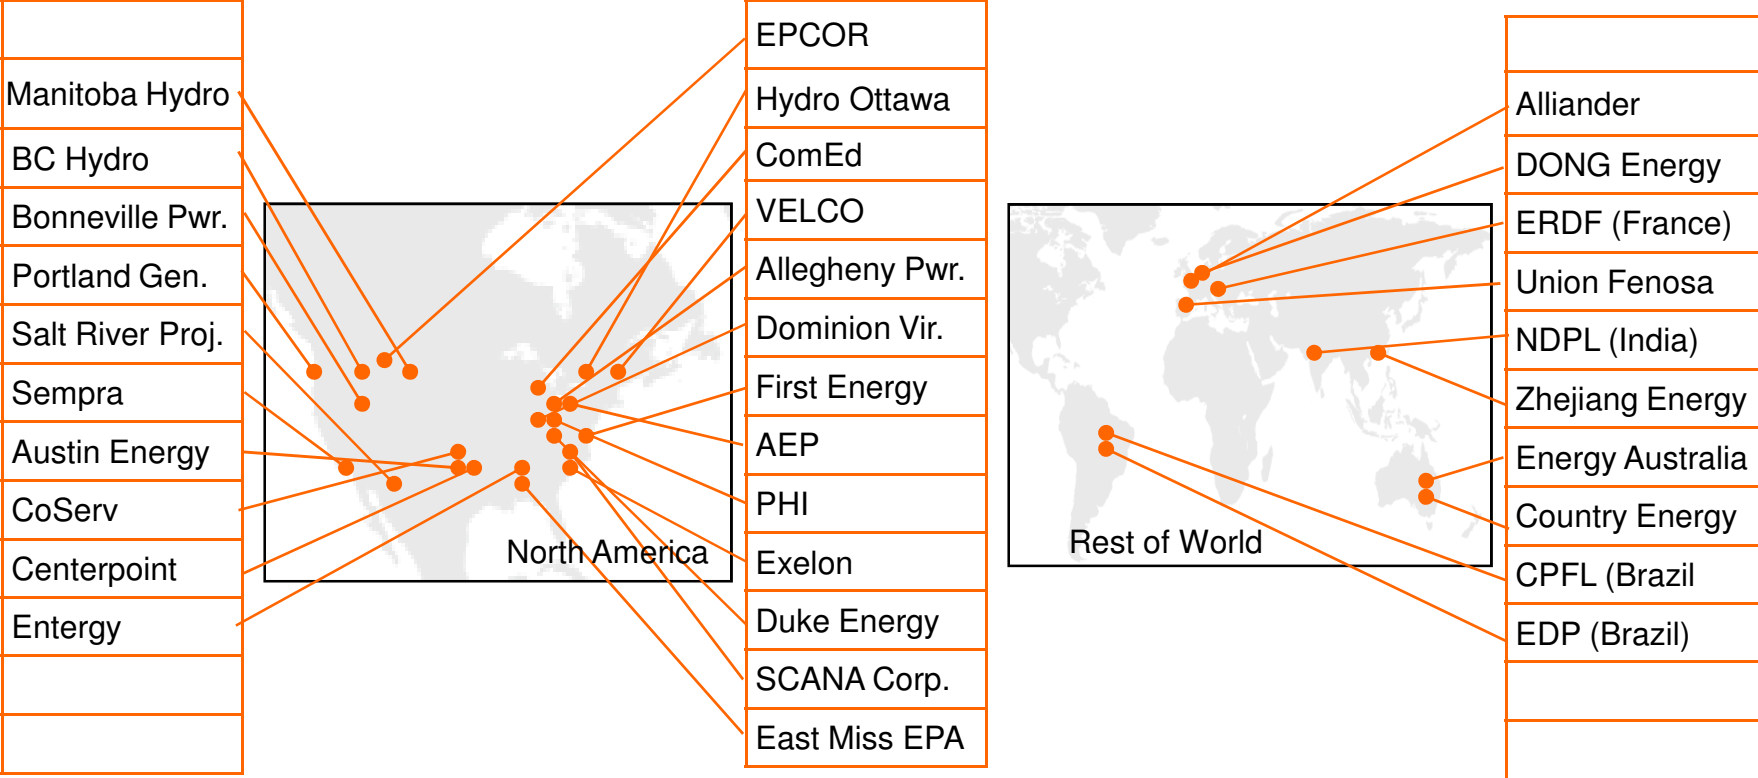 Manitoba Hydro
BC Hydro
Bonneville Pwr.
Portland Gen.
Salt River Proj.
Sempra
Austin Energy
CoServ
Centerpoint
Entergy
North America
EPCOR
Hydro Ottawa
ComEd
VELCO
Allegheny Pwr.
Dominion Vir.
First Energy
AEP
PHI
Exelon
Duke Energy
SCANA Corp.
East Miss EPA
Rest of World
Alliander
DONG Energy
ERDF (France)
Union Fenosa
NDPL (India)
Zhejiang Energy
Energy Australia
Country Energy
CPFL (Brazil
EDP (Brazil)